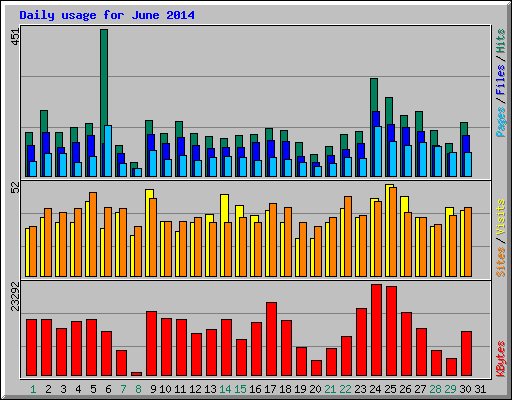 Daily usage for June 2014
451
Pages / Files / Hits
52
Sites / Visits
23292
KBytes
1 2 3 4 5 6 7 8 9 10 11 12 13 14 15 16 17 18 19 20 21 22 23 24 25 26 27 28 29 30 31